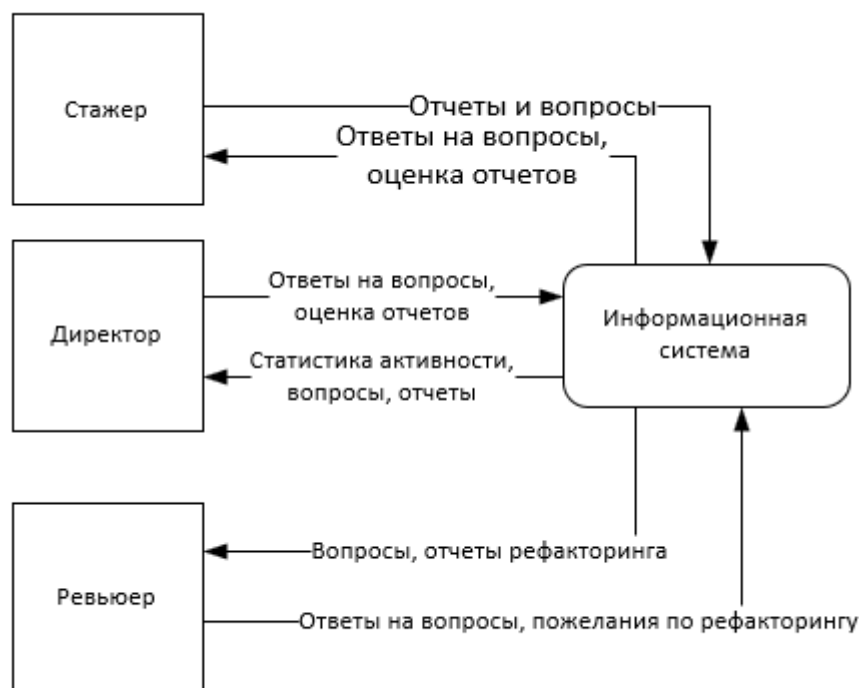 Стажер
Отчеты и вопросы
Ответы на вопросы,
оценка отчетов
Директор
Ответы на вопросы,
оценка отчетов
Статистика активности,
вопросы, отчеты
Информационная
система
Ревьюер
Вопросы, отчеты рефакторинга
Ответы на вопросы, пожелания по рефакторингу